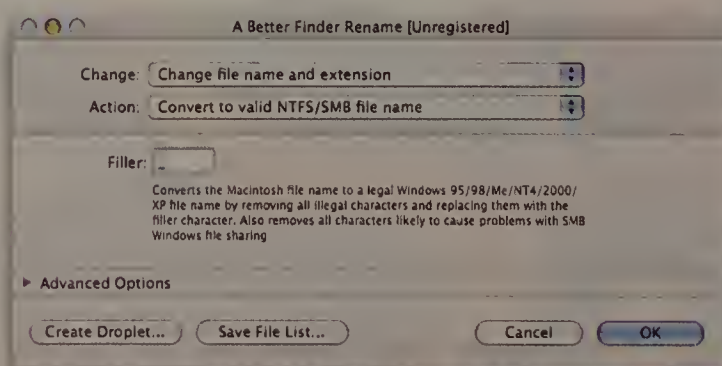 A Better Finder Rename [Unregistered]
Change: Change file name and extension
Action: Convert to valid NTFS/SMB file name
Filler: _
Converts the Macintosh file name to a legal Windows 95/98/Me/NT4/2000/
XP file name by removing all illegal characters and replacing them with the
filler character. Also removes all characters likely to cause problems with SMB
Windows file sharing
Advanced Options
Create Droplet... Save File List... Cancel OK